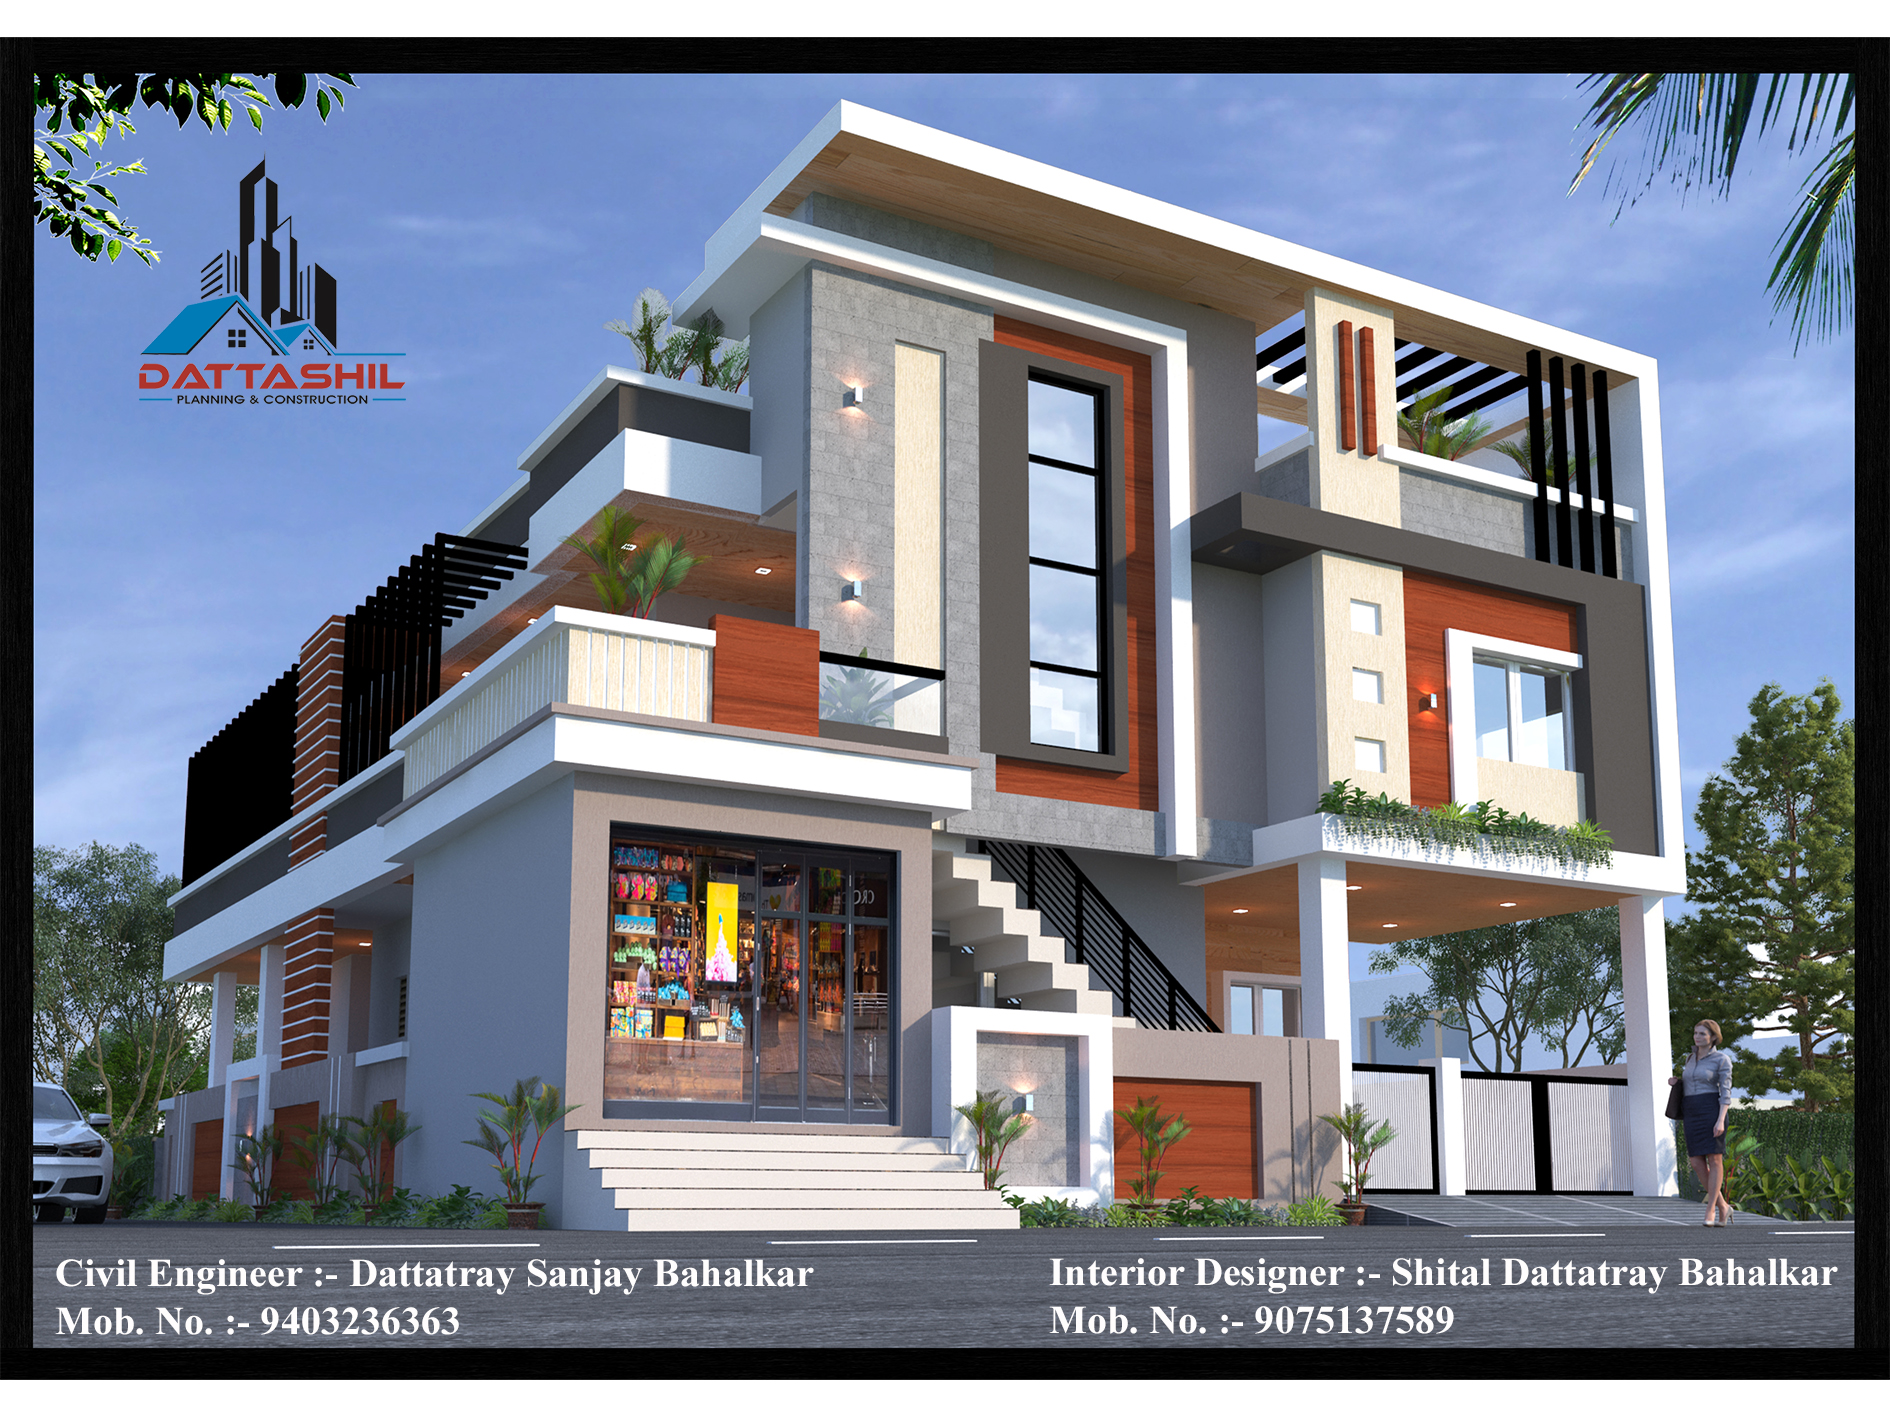 DATTASHIL
PLANNING & CONSTRUCTION
Civil Engineer :- Dattatray Sanjay Bahalkar
Mob. No. :- 9403236363
Interior Designer :- Shital Dattatray Bahalkar
Mob. No. :- 9075137589